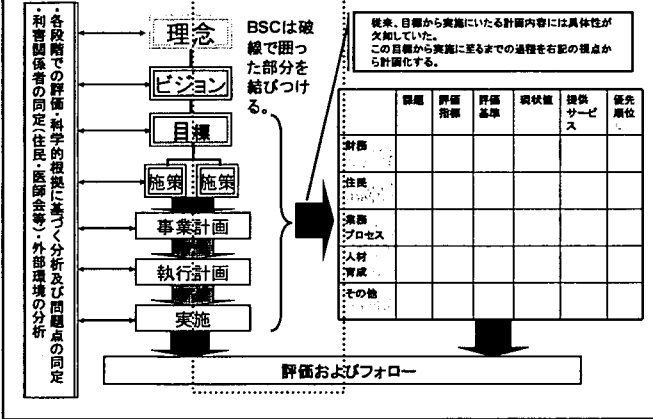 ・各段階での評価・科学的根拠に基づく分析及び問題点の同定
・利害関係者の同定(住民・医師会等)・外部環境の分析
理念
ビジョン
目標
施策 施策
事業計画
執行計画
実施
BSCは破
線で囲っ
た部分を
結びつけ
る。
従来、目標から実施にいたる計画内容には具体性が
欠如していた。
この目標から実施に至るまでの過程を右記の視点か
ら計画化する。
課題 評価指標 評価基準 現状値 提供サービス 優先順位
財務
住民
業務
プロセス
人材
育成
その他
評価およびフォロー